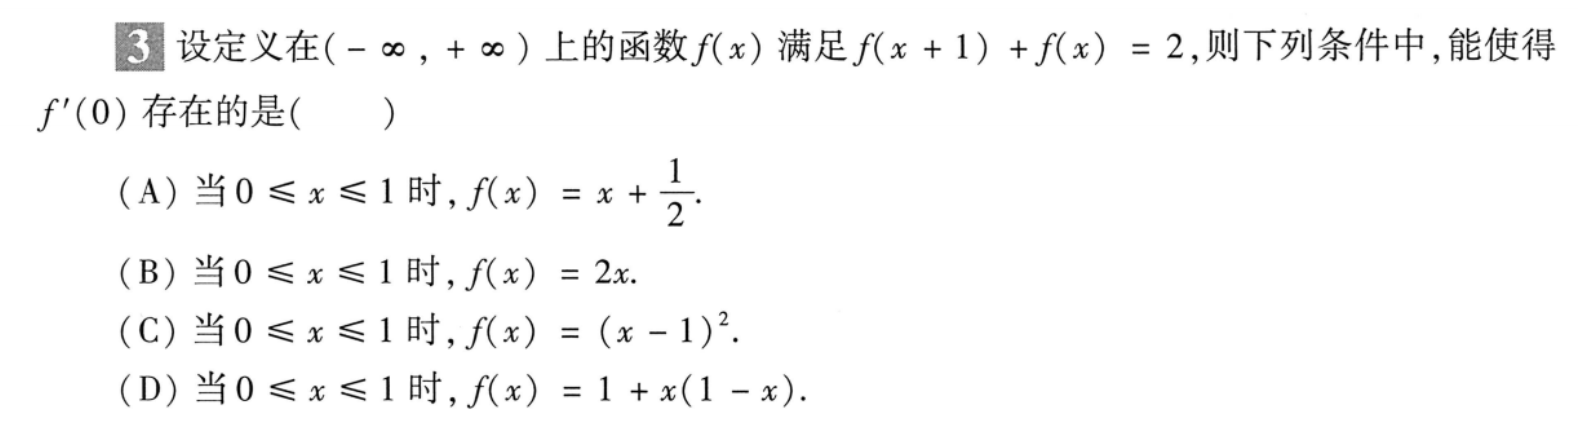 3 设定义在(-∞,+∞)上的函数f(x)满足f(x+1)+f(x)=2,则下列条件中,能使得
f′(0)存在的是(  )
(A)当0≤x≤1时,f(x)=x+\frac{1}{2}.
(B)当0≤x≤1时,f(x)=2x.
(C)当0≤x≤1时,f(x)=(x-1)².
(D)当0≤x≤1时,f(x)=1+x(1-x).